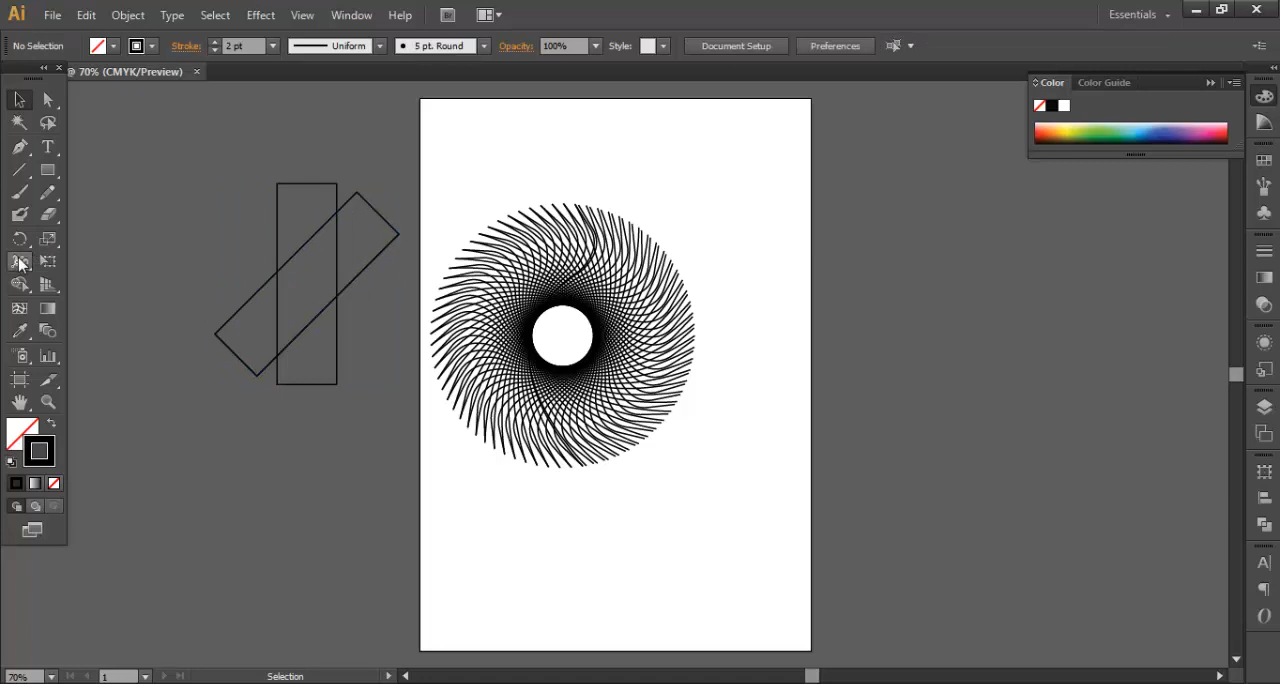 Ai File Edit Object Type Select Effect View Window Help Br Essentials
No Selection Stroke: 2 pt Uniform 5 pt. Round Opacity: 100% Style: Document Setup Preferences
@ 70% (CMYK/Preview) ×
Color Color Guide
T
A|
70% 1 Selection